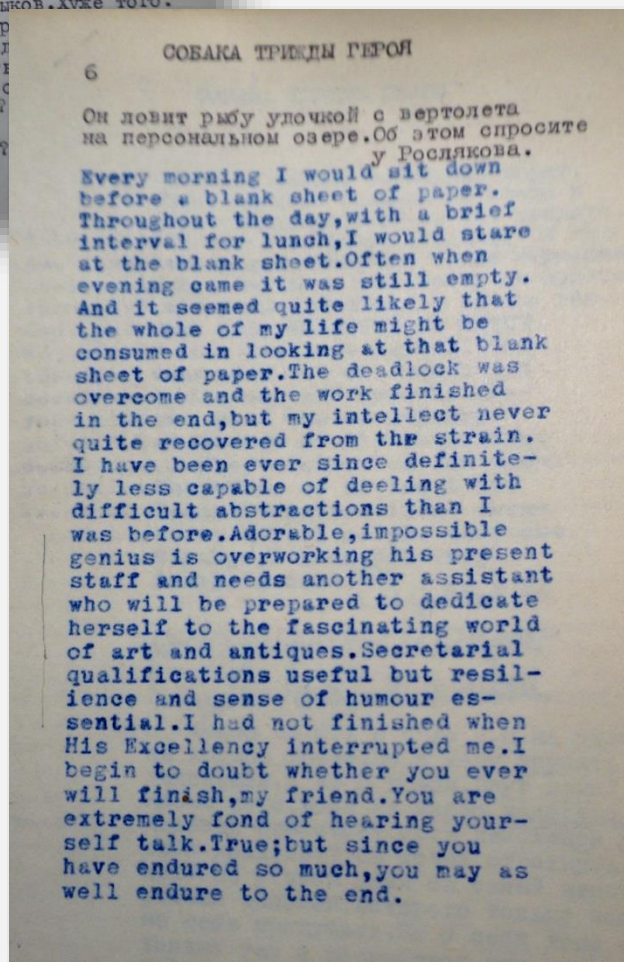 ыков.Хуже того.
СОБАКА ТРИЖДЫ ГЕРОЯ
6
Он ловит рыбу удочкой с вертолета
на персональном озере.Об этом спросите
у Рослякова.
Every morning I would sit down
before a blank sheet of paper.
Throughout the day,with a brief
interval for lunch,I would stare
at the blank sheet.Often when
evening came it was still empty.
And it seemed quite likely that
the whole of my life might be
consumed in looking at that blank
sheet of paper.The deadlock was
overcome and the work finished
in the end,but my intellect never
quite recovered from the strain.
I have been ever since definite-
ly less capable of deeling with
difficult abstractions than I
was before.Adorable,impossible
genius is overworking his present
staff and needs another assistant
who will be prepared to dedicate
herself to the fascinating world
of art and antiques.Secretarial
qualifications useful but resil-
ience and sense of humour es-
sential.I had not finished when
His Excellency interrupted me.I
begin to doubt whether you ever
will finish,my friend.You are
extremely fond of hearing your-
self talk.True;but since you
have endured so much,you may as
well endure to the end.